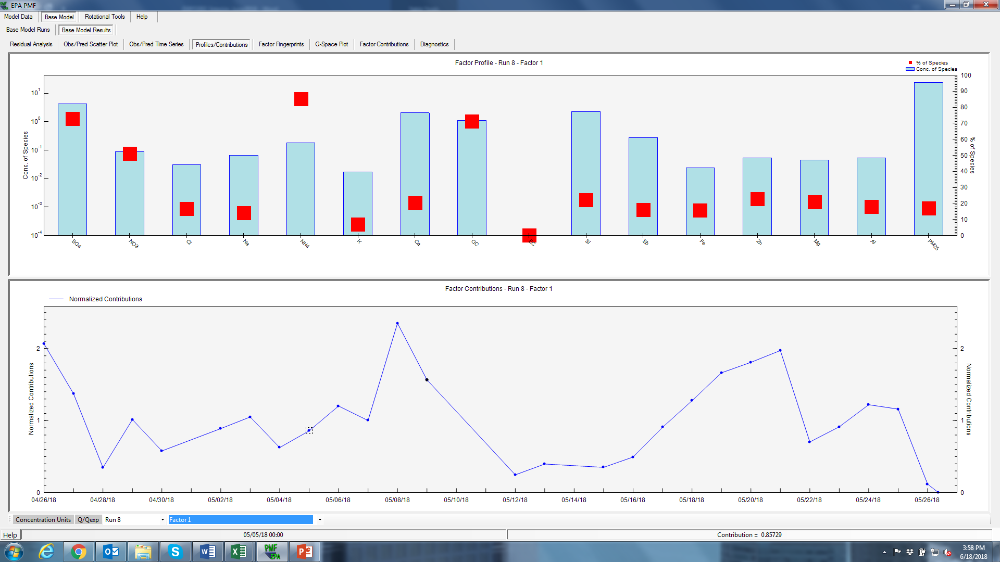 EPA PMF
Model Data Base Model Rotational Tools Help
Base Model Runs Base Model Results
Residual Analysis Obs/Pred Scatter Plot Obs/Pred Time Series Profiles/Contributions Factor Fingerprints G-Space Plot Factor Contributions Diagnostics
Factor Profile - Run 8 - Factor 1
% of Species
Conc. of Species
Conc. of Species
10^1
10^0
10^-1
10^-2
10^-3
10^-4
100
90
80
70
60
50
40
30
20
10
0
% of Species
SO4 NO3 Cl Na NH4 K Ca OC EC Si Sb Fe Zn Mg Al PM25
Factor Contributions - Run 8 - Factor 1
Normalized Contributions
Normalized Contributions
2
1
0
2
1
0
Normalized Contributions
04/26/18 04/28/18 04/30/18 05/02/18 05/04/18 05/06/18 05/08/18 05/10/18 05/12/18 05/14/18 05/16/18 05/18/18 05/20/18 05/22/18 05/24/18 05/26/18
Concentration Units Q/Qexp Run 8 Factor 1
Help 05/05/18 00:00 Contribution = 0.85729
PMF
EPA
3:58 PM
6/18/2018